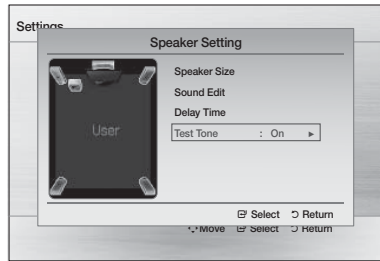 Settings
Speaker Setting
Speaker Size
Sound Edit
Delay Time
Test Tone : On ►
User
Select Return
Move Select Return